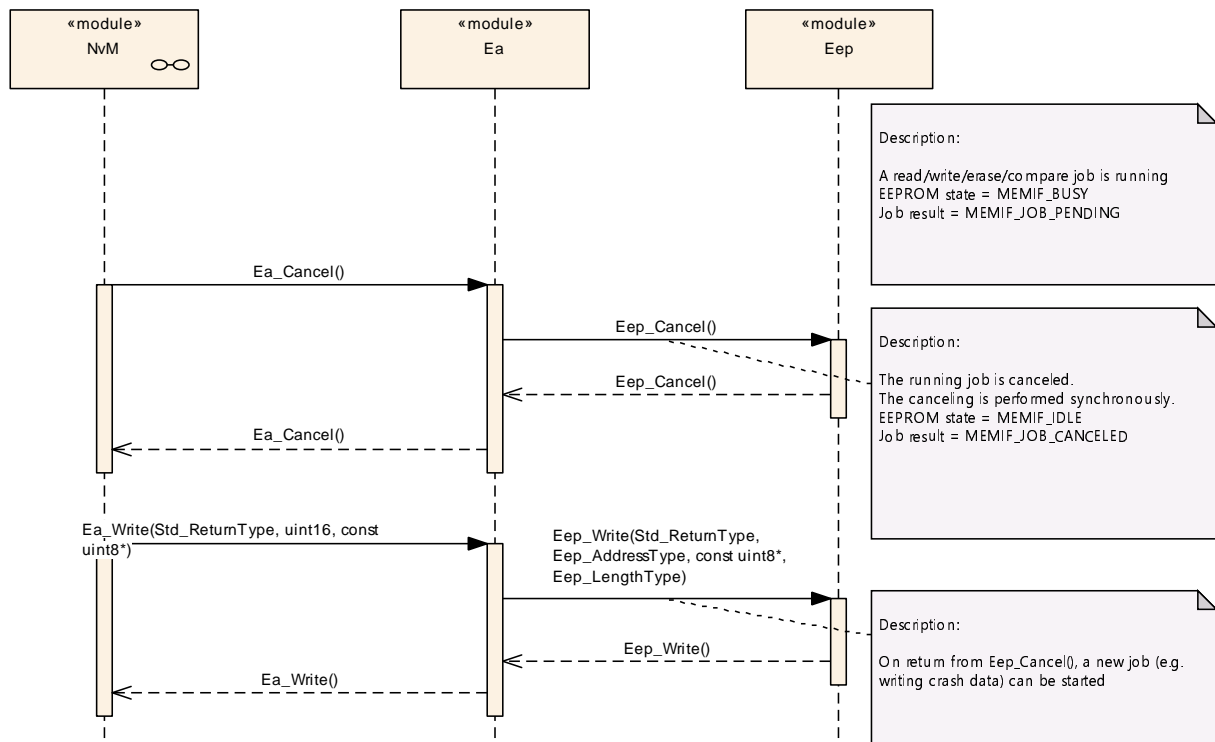 «module»
NvM
«module»
Ea
«module»
Eep
Description:
A read/write/erase/compare job is running
EEPROM state = MEMIF_BUSY
Job result = MEMIF_JOB_PENDING
Ea_Cancel()
Eep_Cancel()
Description:
The running job is canceled.
The canceling is performed synchronously.
EEPROM state = MEMIF_IDLE
Job result = MEMIF_JOB_CANCELED
Eep_Cancel()
Ea_Cancel()
Ea_Write(Std_ReturnType, uint16, const
uint8*)
Eep_Write(Std_ReturnType,
Eep_AddressType, const uint8*,
Eep_LengthType)
Description:
On return from Eep_Cancel(), a new job (e.g.
writing crash data) can be started
Eep_Write()
Ea_Write()